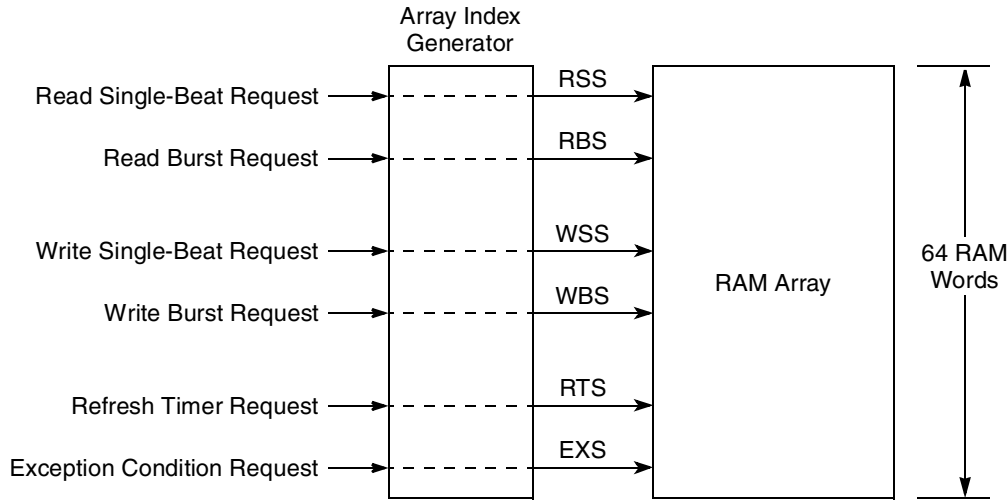 Array Index
Generator
Read Single-Beat Request
RSS
Read Burst Request
RBS
Write Single-Beat Request
WSS
Write Burst Request
WBS
RAM Array
64 RAM
Words
Refresh Timer Request
RTS
Exception Condition Request
EXS